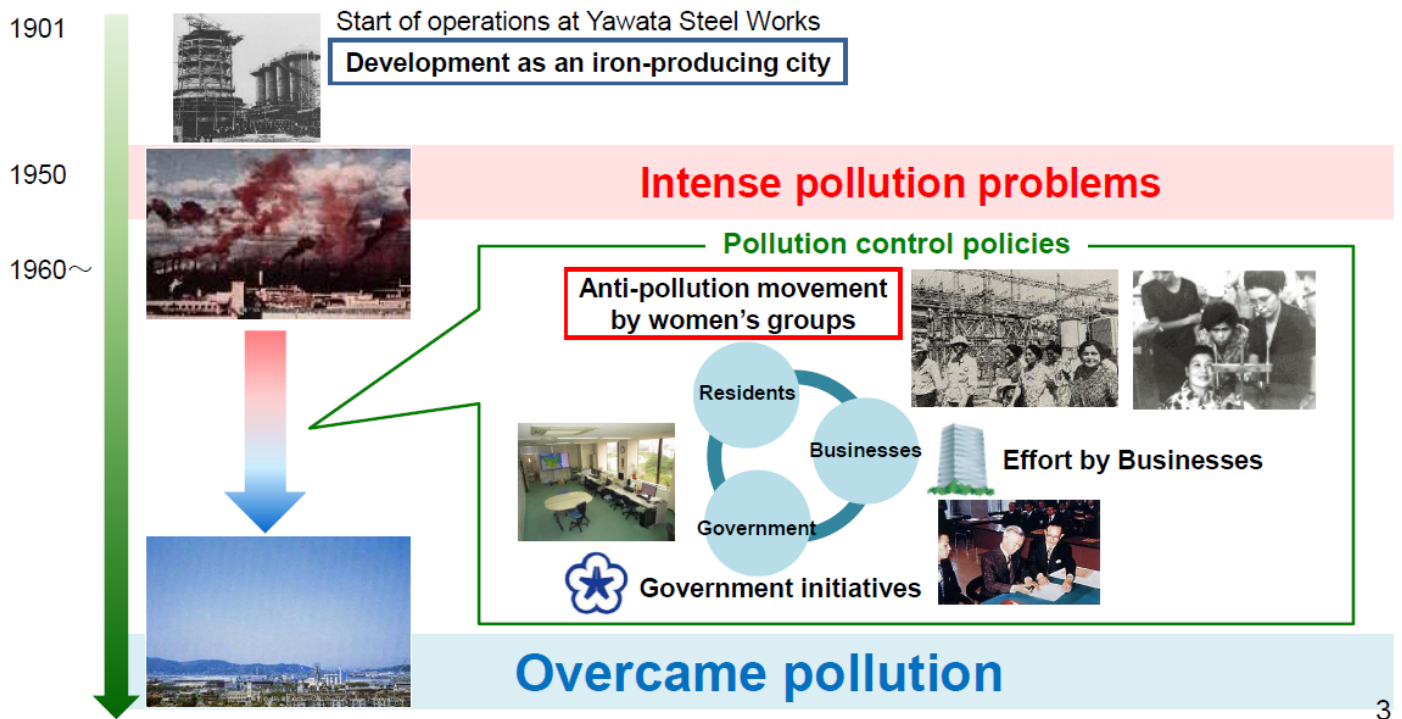 1901
Start of operations at Yawata Steel Works
Development as an iron-producing city
1950
Intense pollution problems
Pollution control policies
1960～
Anti-pollution movement
by women's groups
Residents
Businesses
Effort by Businesses
Government
Government initiatives
Overcame pollution
3